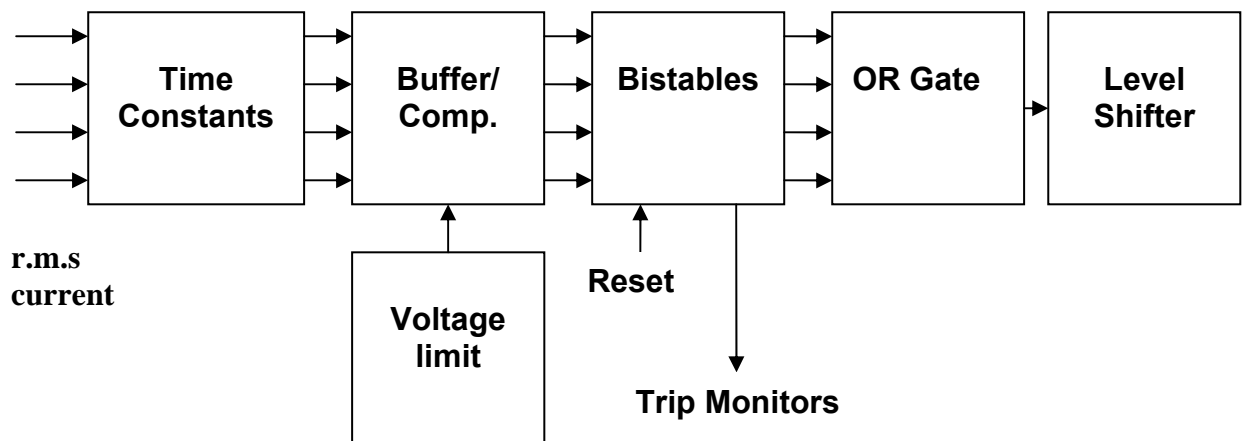 Time
Constants
Buffer/
Comp.
Bistables
OR Gate
Level
Shifter
r.m.s
current
Voltage
limit
Reset
Trip Monitors